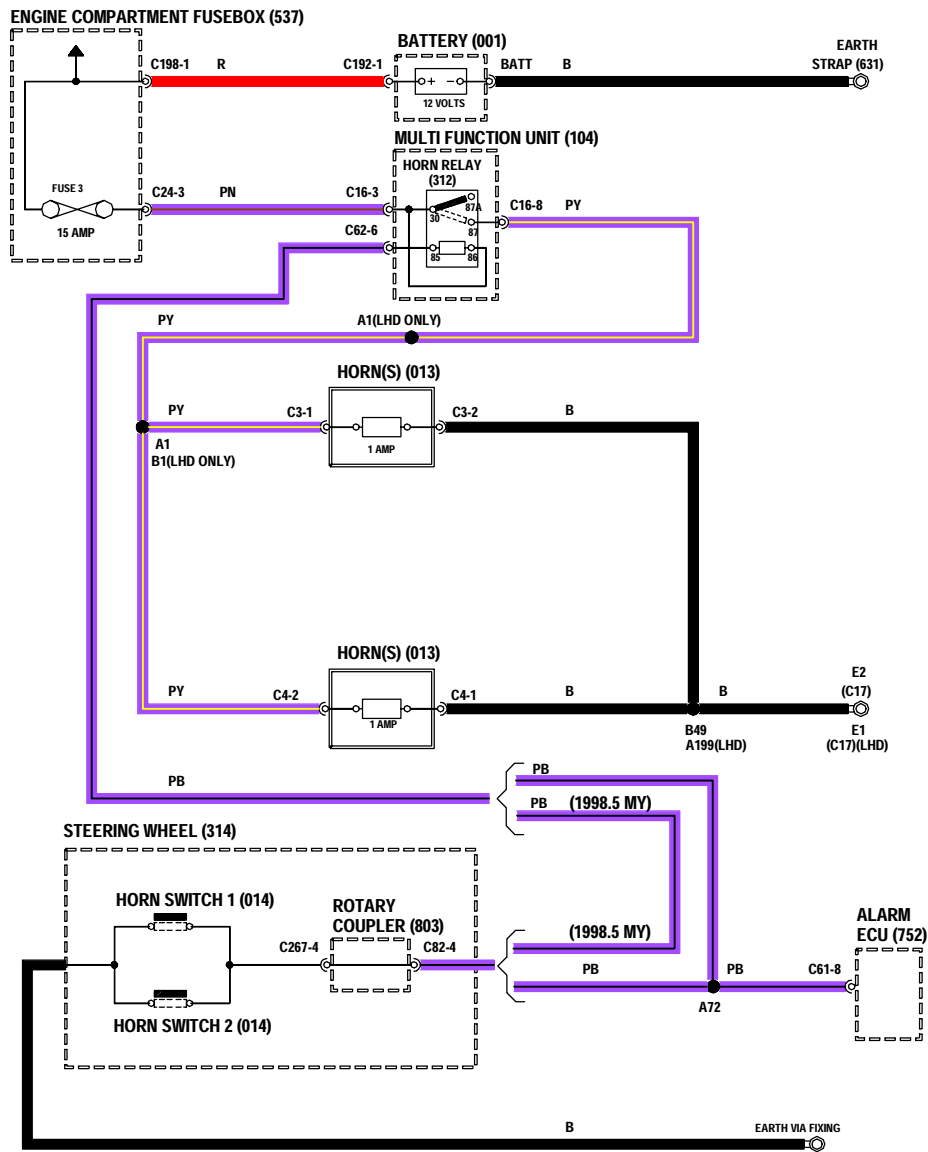 ENGINE COMPARTMENT FUSEBOX (537)
BATTERY (001)
EARTH
STRAP (631)
C198-1 R C192-1 BATT B
+ −
12 VOLTS
MULTI FUNCTION UNIT (104)
HORN RELAY
(312)
FUSE 3
C24-3 PN C16-3
30 87A
C16-8 PY
87
15 AMP
C62-6
85 86
PY A1(LHD ONLY)
HORN(S) (013)
PY C3-1 C3-2 B
1 AMP
A1
B1(LHD ONLY)
HORN(S) (013)
PY C4-2 C4-1 B B
1 AMP
E2
(C17)
B49
A199(LHD)
E1
(C17)(LHD)
PB
PB
PB (1998.5 MY)
STEERING WHEEL (314)
HORN SWITCH 1 (014)
ROTARY
COUPLER (803)
C267-4 C82-4
(1998.5 MY)
PB PB C61-8
A72
ALARM
ECU (752)
HORN SWITCH 2 (014)
B EARTH VIA FIXING